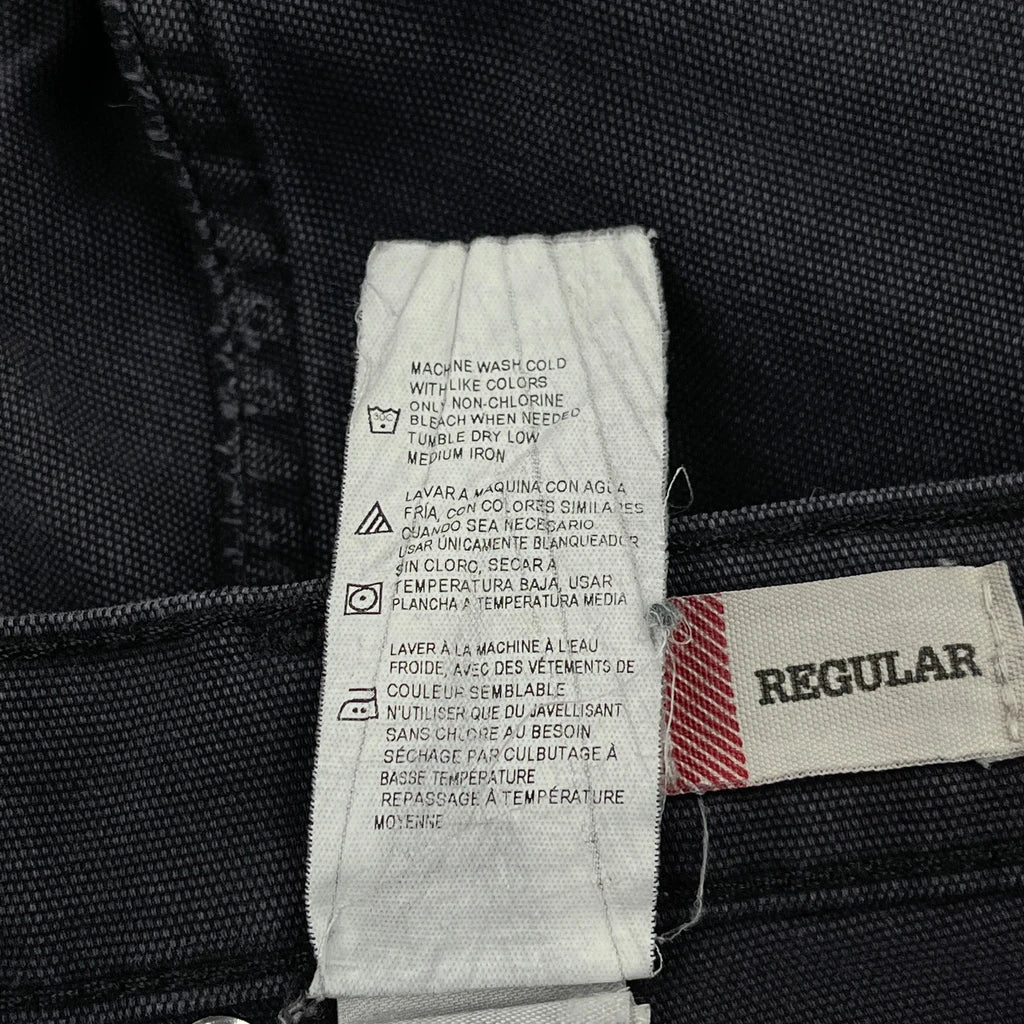 MACHINE WASH COLD
WITH LIKE COLORS
ONLY NON-CHLORINE
BLEACH WHEN NEEDED
TUMBLE DRY LOW
MEDIUM IRON
30C
LAVAR A MAQUINA CON AGUA
FRÍA, CON COLORES SIMILARES
CUANDO SEA NECESARIO
USAR ÚNICAMENTE BLANQUEADOR
SIN CLORO, SECAR A
TEMPERATURA BAJA, USAR
PLANCHA A TEMPERATURA MEDIA
LAVER À LA MACHINE À L'EAU
FROIDE, AVEC DES VÉTEMENTS DE
COULEUR SEMBLABLE
N'UTILISER QUE DU JAVELLISANT
SANS CHLORE AU BESOIN
SÉCHAGE PAR CULBUTAGE À
BASSE TEMPÉRATURE
REPASSAGE À TEMPÉRATURE
MOYENNE
REGULAR